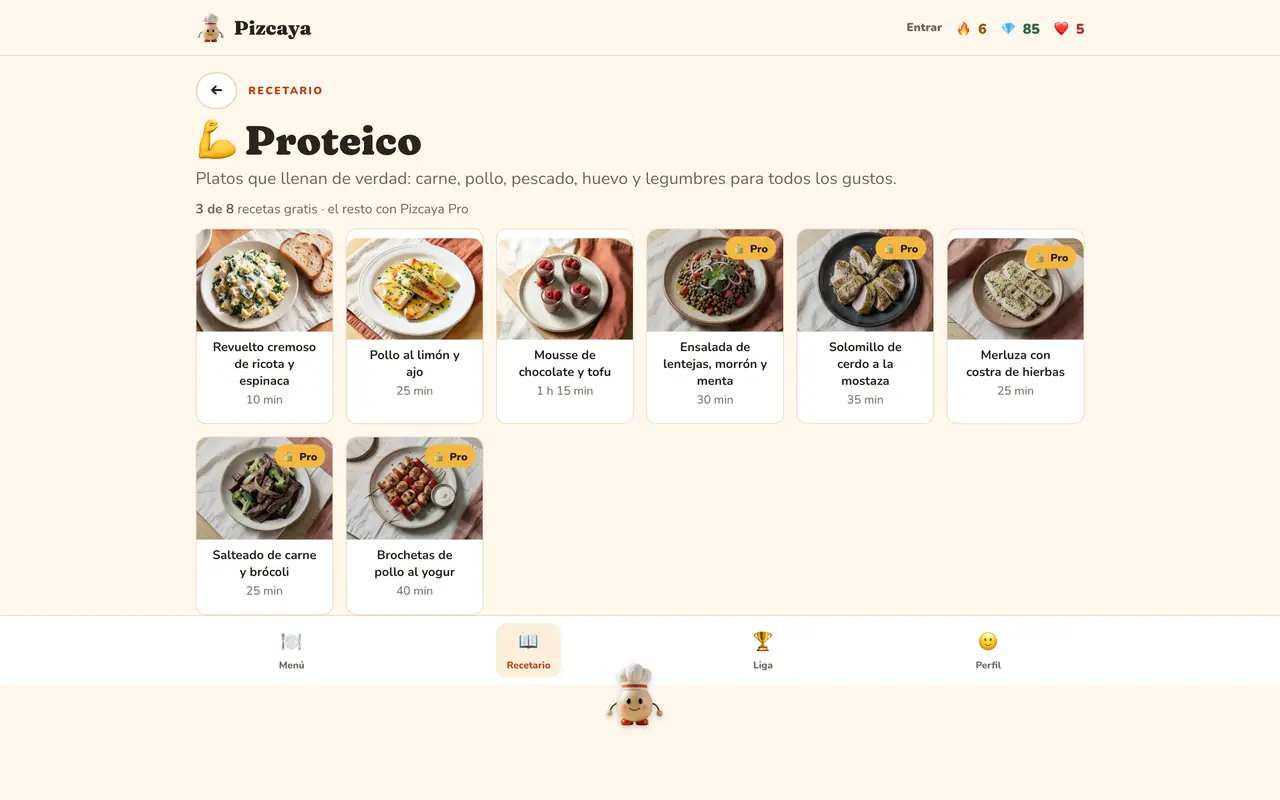 Pizcaya
Entrar 🔥 6 💎 85 ❤️ 5
← RECETARIO
💪 Proteico
Platos que llenan de verdad: carne, pollo, pescado, huevo y legumbres para todos los gustos.
3 de 8 recetas gratis · el resto con Pizcaya Pro
Revuelto cremoso
de ricota y
espinaca
10 min
Pollo al limón y
ajo
25 min
Mousse de
chocolate y tofu
1 h 15 min
Pro
Ensalada de
lentejas, morrón y
menta
30 min
Pro
Solomillo de
cerdo a la
mostaza
35 min
Pro
Merluza con
costra de hierbas
25 min
Pro
Salteado de carne
y brócoli
25 min
Pro
Brochetas de
pollo al yogur
40 min
Menú
Recetario
Liga
Perfil